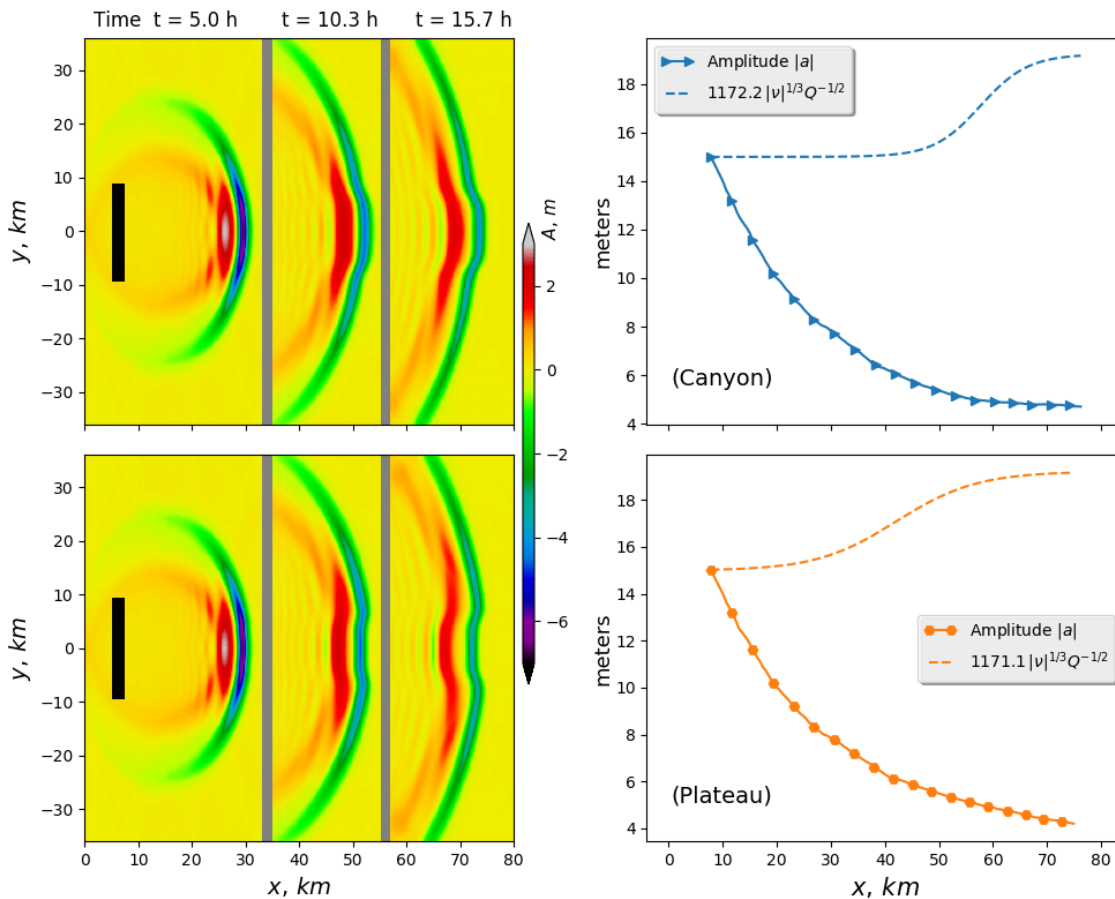 Time t = 5.0 h t = 10.3 h t = 15.7 h
30
20
10
0
−10
−20
−30
y, km
A, m
2
0
−2
−4
−6
30
20
10
0
−10
−20
−30
y, km
0 10 20 30 40 50 60 70 80
x, km
Amplitude |a|
1172.2 |ν|^{1/3}Q^{−1/2}
18
16
14
12
10
8
6
4
meters
(Canyon)
Amplitude |a|
1171.1 |ν|^{1/3}Q^{−1/2}
18
16
14
12
10
8
6
4
meters
(Plateau)
0 10 20 30 40 50 60 70 80
x, km